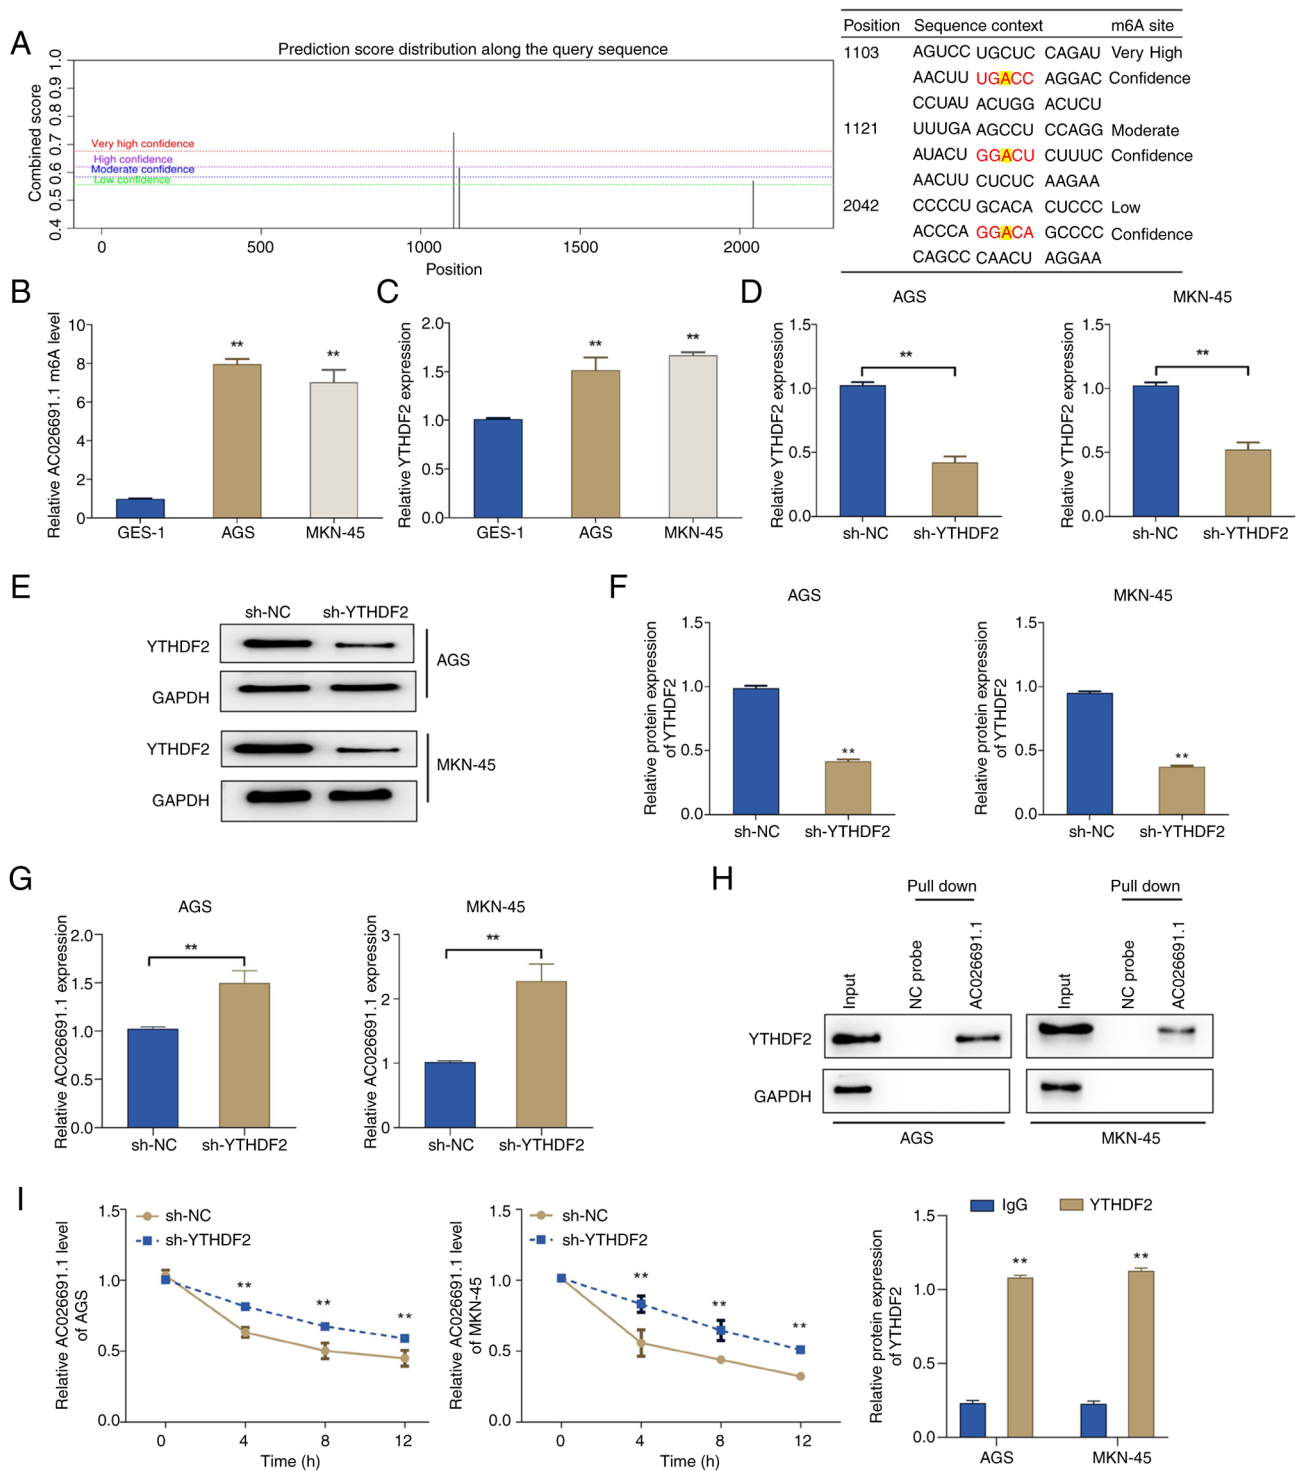 A
Prediction score distribution along the query sequence
Combined score
1.0
0.9
0.8
0.7
0.6
0.5
0.4
Very high confidence
High confidence
Moderate confidence
Low confidence
0 500 1000 1500 2000
Position
Position Sequence context m6A site
1103 AGUCC UGCUC CAGAU Very High
AACUU UGACC AGGAC Confidence
CCUAU ACUGG ACUCU
1121 UUUGA AGCCU CCAGG Moderate
AUACU GGACU CUUUC Confidence
AACUU CUCUC AAGAA
2042 CCCCU GCACA CUCCC Low
ACCCA GGACA GCCCC Confidence
CAGCC CAACU AGGAA
B
Relative AC026691.1 m6A level
10
8
6
4
2
0
** **
GES-1 AGS MKN-45
C
Relative YTHDF2 expression
2.0
1.5
1.0
0.5
0.0
** **
GES-1 AGS MKN-45
D
AGS
Relative YTHDF2 expression
1.5
1.0
0.5
0.0
**
sh-NC sh-YTHDF2
MKN-45
Relative YTHDF2 expression
1.5
1.0
0.5
0.0
**
sh-NC sh-YTHDF2
E
sh-NC sh-YTHDF2
YTHDF2
GAPDH
AGS
YTHDF2
GAPDH
MKN-45
F
AGS
Relative protein expression
of YTHDF2
1.5
1.0
0.5
0.0
**
sh-NC sh-YTHDF2
MKN-45
Relative protein expression
of YTHDF2
1.5
1.0
0.5
0.0
**
sh-NC sh-YTHDF2
G
AGS
Relative AC026691.1 expression
2.0
1.5
1.0
0.5
0.0
**
sh-NC sh-YTHDF2
MKN-45
Relative AC026691.1 expression
3
2
1
0
**
sh-NC sh-YTHDF2
H
Pull down Pull down
Input NC probe AC026691.1 Input NC probe AC026691.1
YTHDF2
GAPDH
AGS MKN-45
I
Relative AC026691.1 level
of AGS
1.5
1.0
0.5
0.0
sh-NC
sh-YTHDF2
** ** **
0 4 8 12
Time (h)
Relative AC026691.1 level
of MKN-45
1.5
1.0
0.5
0.0
sh-NC
sh-YTHDF2
** ** **
0 4 8 12
Time (h)
IgG YTHDF2
Relative protein expression
of YTHDF2
1.5
1.0
0.5
0.0
** **
AGS MKN-45